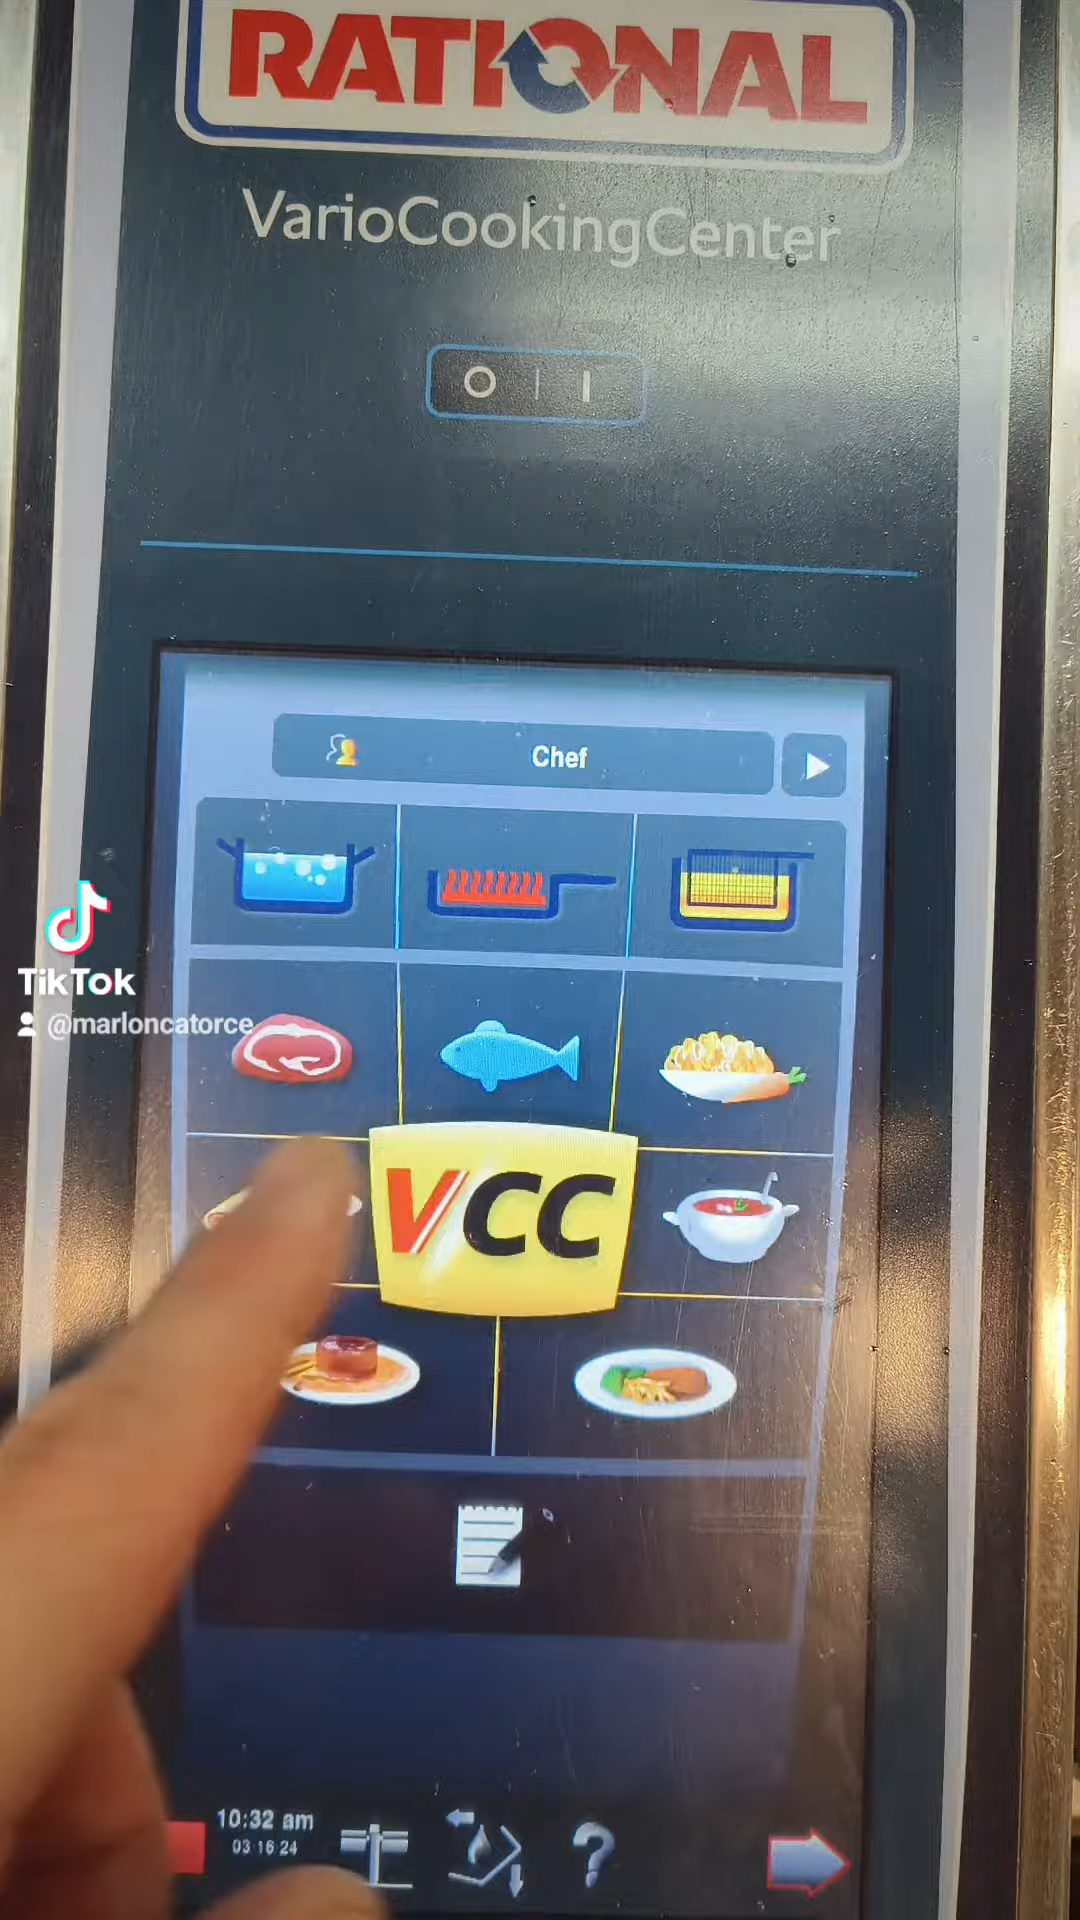 RATIONAL
VarioCookingCenter
O | I
Chef
TikTok
@marloncatorce
VCC
10:32 am
03 16 24
?